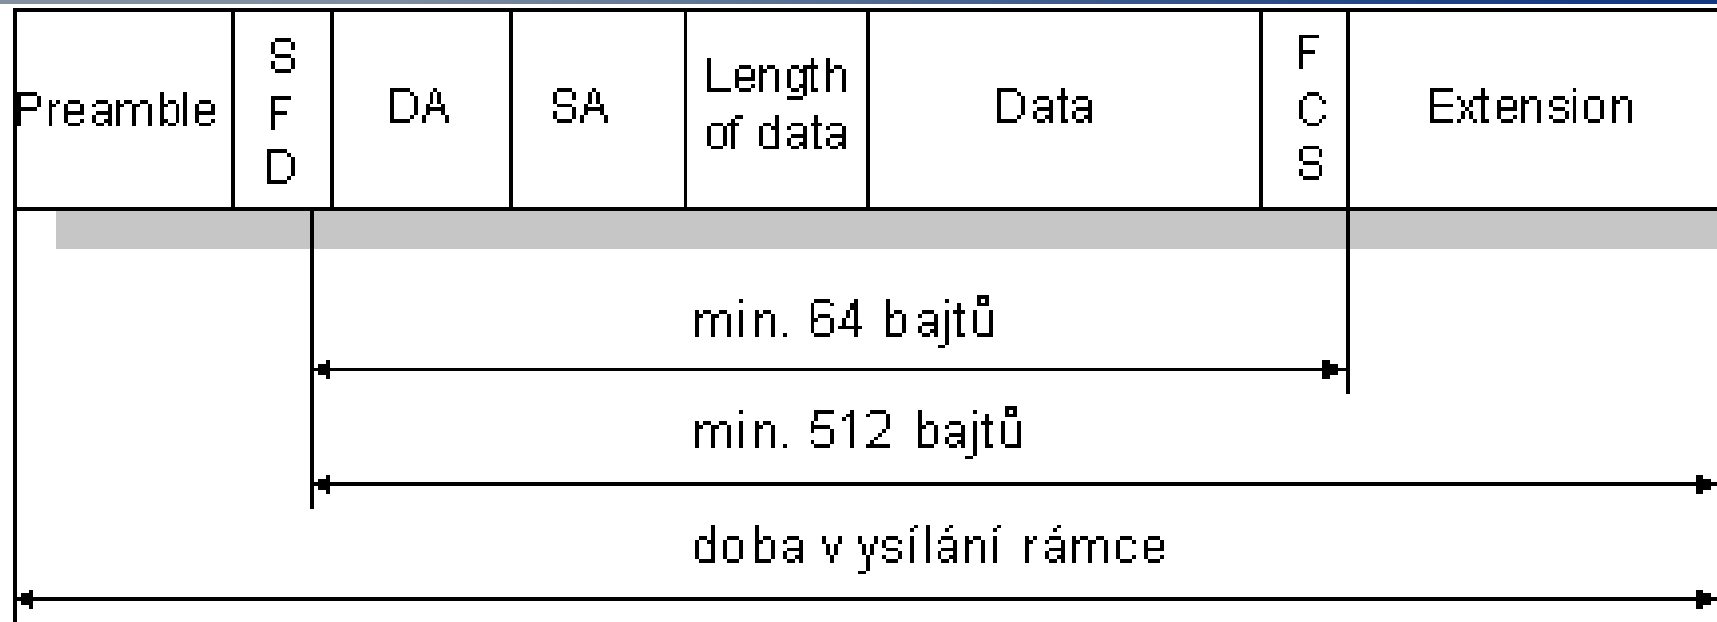 Preamble
S
F
D
DA
SA
Length
of data
Data
F
C
S
Extension
min. 64 bajtů
min. 512 bajtů
doba vysílání rámce